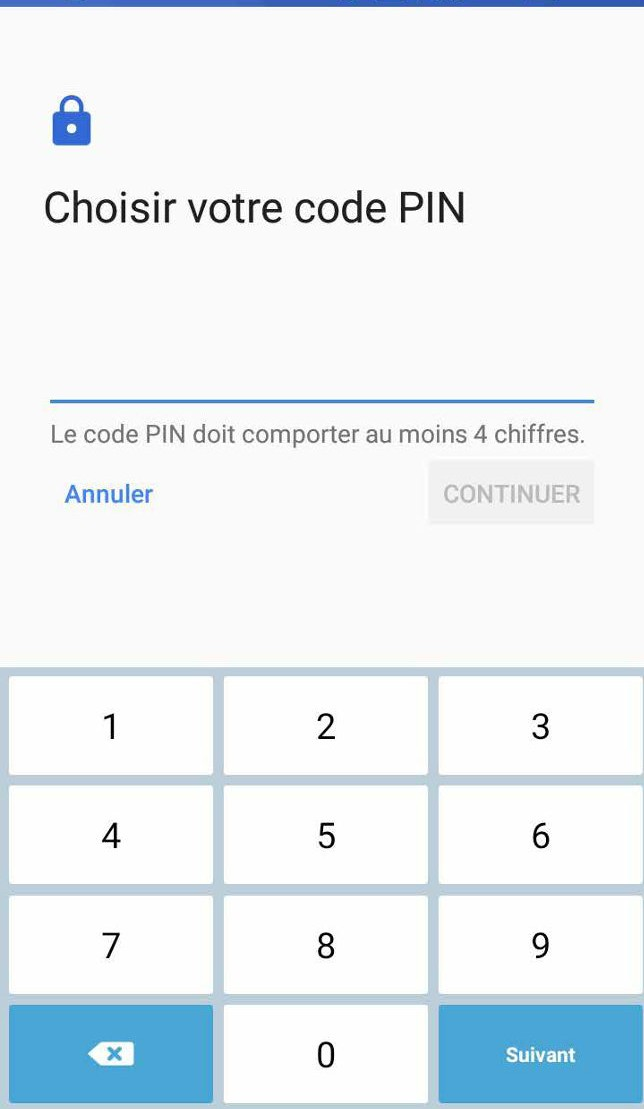 Choisir votre code PIN
Le code PIN doit comporter au moins 4 chiffres.
Annuler CONTINUER
1 2 3
4 5 6
7 8 9
0 Suivant